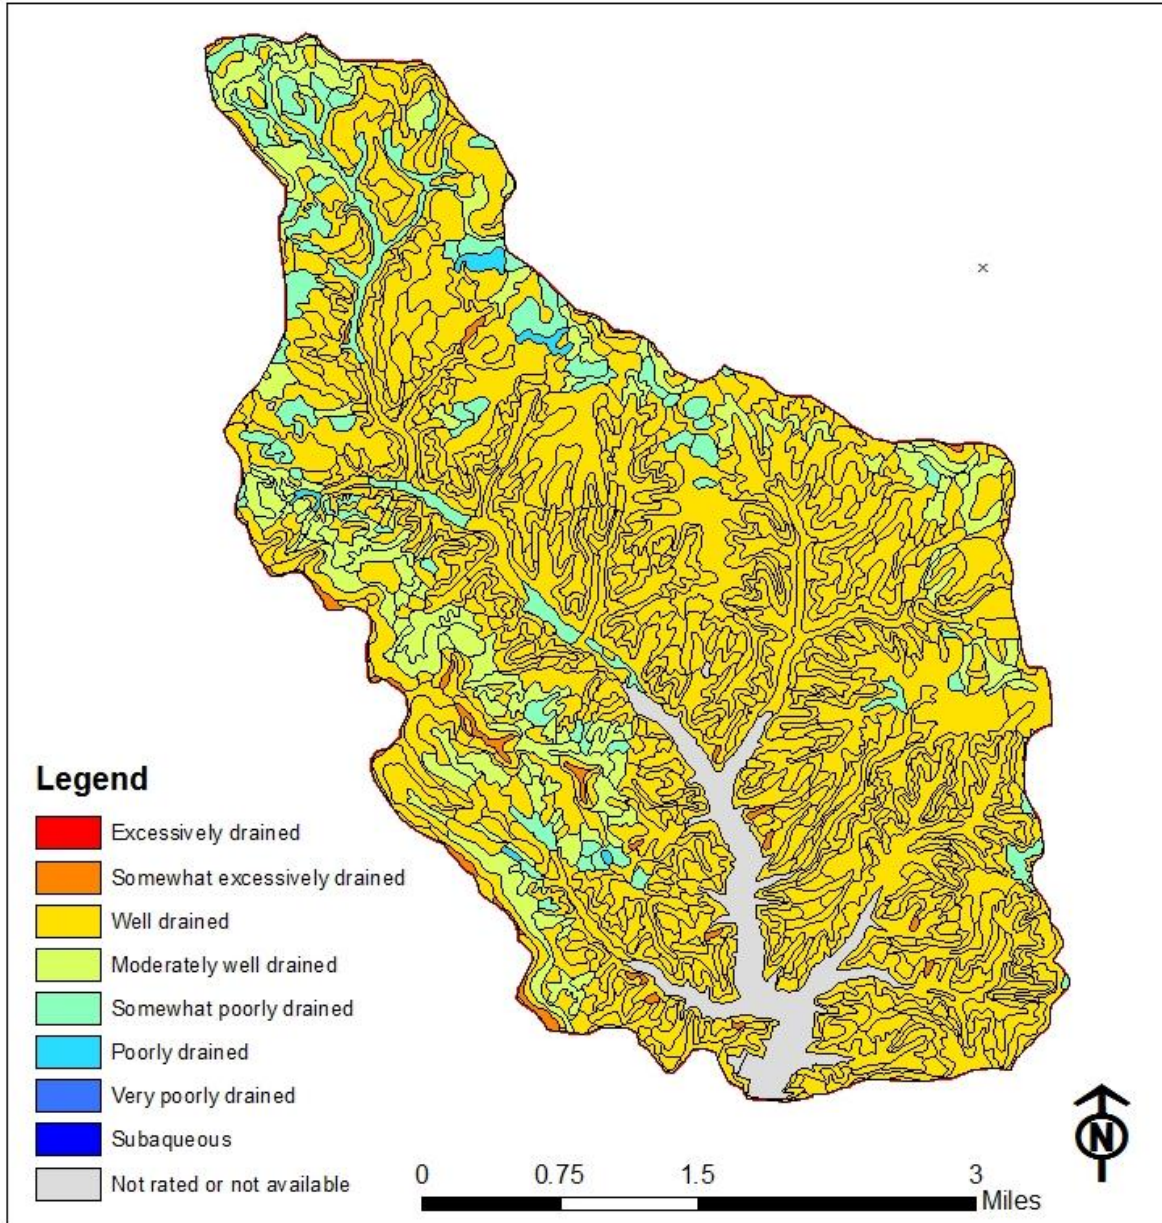 Legend
Excessively drained
Somewhat excessively drained
Well drained
Moderately well drained
Somewhat poorly drained
Poorly drained
Very poorly drained
Subaqueous
Not rated or not available
0 0.75 1.5 3
Miles
N